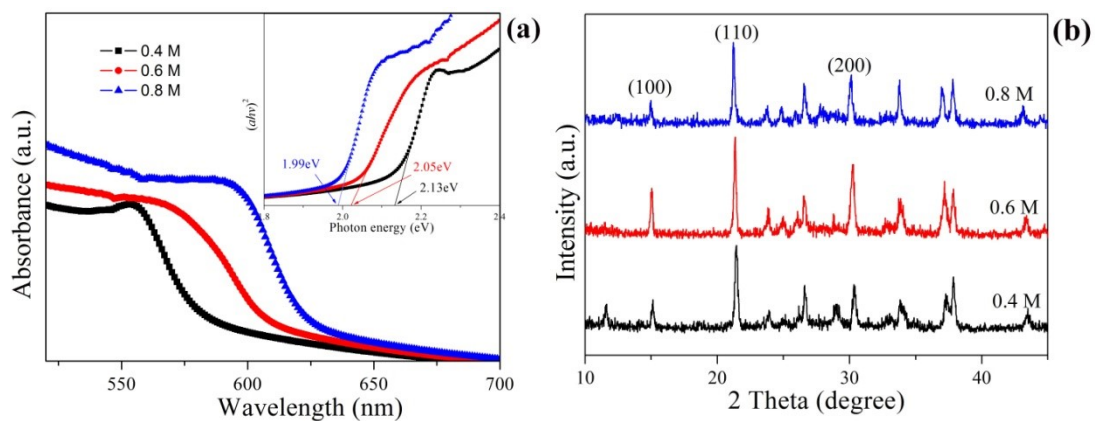 (a)
0.4 M
0.6 M
0.8 M
(ahν)²
1.99eV
2.05eV
2.13eV
1.8 2.0 2.2 2.4
Photon energy (eV)
Absorbance (a.u.)
550 600 650 700
Wavelength (nm)
(b)
(110)
(100)
(200)
0.8 M
0.6 M
0.4 M
Intensity (a.u.)
10 20 30 40
2 Theta (degree)